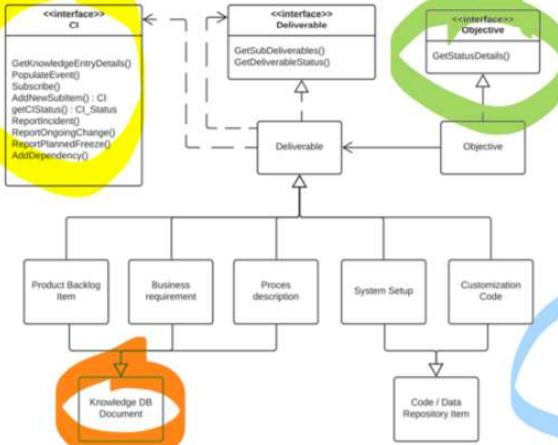 <<interface>>
CI
GetKnowledgeEntryDetails()
PopulateEvent()
Subscribe()
AddNewSubitem() : CI
getCIStatus() : CI_Status
ReportIncident()
ReportOngoingChange()
ReportPlannedFreeze()
AddDependency()
<<interface>>
Deliverable
GetSubDeliverables()
GetDeliverableStatus()
<<interface>>
Objective
GetStatusDetails()
Deliverable
Objective
Product Backlog
Item
Business
requirement
Proces
description
System Setup
Customization
Code
Knowledge DB
Document
Code / Data
Repository Item